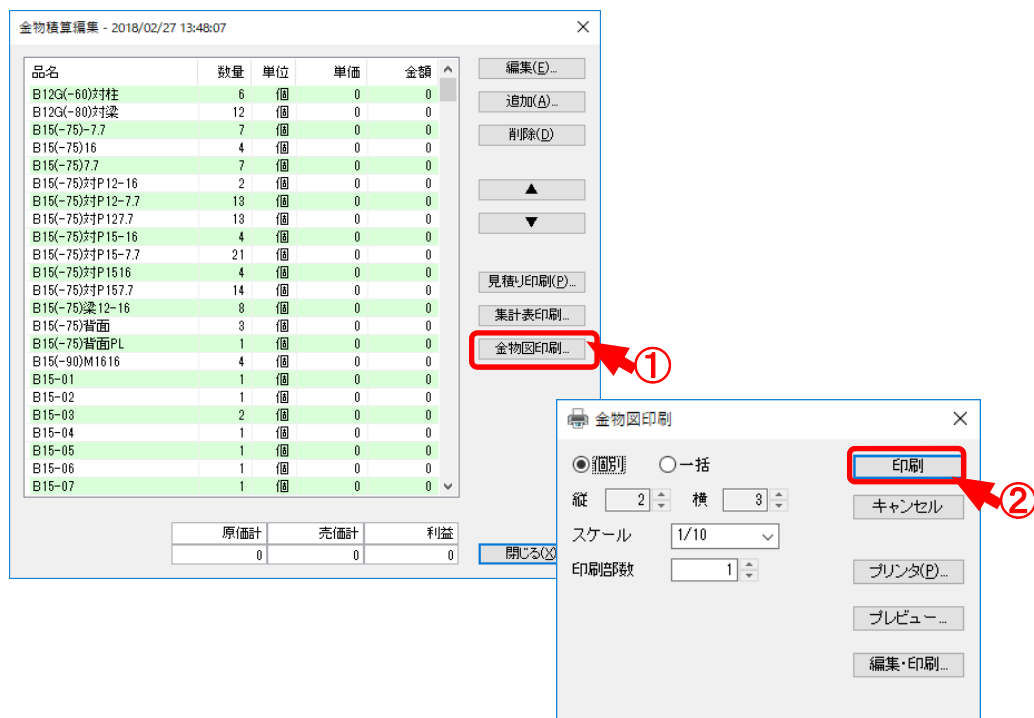 金物積算編集 - 2018/02/27 13:48:07
品名 数量 単位 単価 金額
B12G(-60)対柱 6 個 0 0
B12G(-80)対梁 12 個 0 0
B15(-75)-7.7 7 個 0 0
B15(-75)16 4 個 0 0
B15(-75)7.7 7 個 0 0
B15(-75)対P12-16 2 個 0 0
B15(-75)対P12-7.7 13 個 0 0
B15(-75)対P127.7 13 個 0 0
B15(-75)対P15-16 4 個 0 0
B15(-75)対P15-7.7 21 個 0 0
B15(-75)対P1516 4 個 0 0
B15(-75)対P157.7 14 個 0 0
B15(-75)梁12-16 8 個 0 0
B15(-75)背面 3 個 0 0
B15(-75)背面PL 1 個 0 0
B15(-90)M1616 4 個 0 0
B15-01 1 個 0 0
B15-02 1 個 0 0
B15-03 2 個 0 0
B15-04 1 個 0 0
B15-05 1 個 0 0
B15-06 1 個 0 0
B15-07 1 個 0 0
原価計 売価計 利益
0 0 0
編集(E)...
追加(A)...
削除(D)
▲
▼
見積り印刷(P)...
集計表印刷...
金物図印刷...
①
閉じる(X)
金物図印刷
個別 一括
縦 2 横 3
スケール 1/10
印刷部数 1
印刷
②
キャンセル
プリンタ(P)...
プレビュー...
編集・印刷...